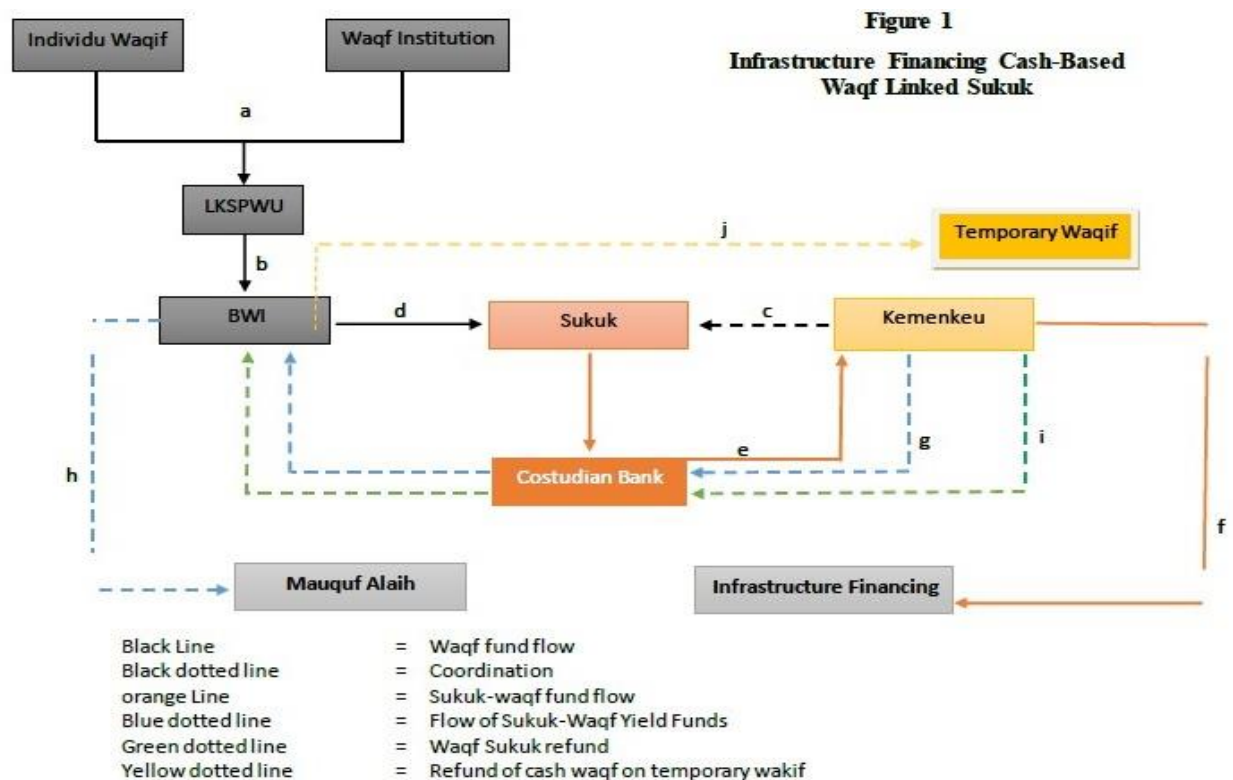 Figure 1
Infrastructure Financing Cash-Based
Waqf Linked Sukuk
Individu Waqif
Waqf Institution
a
LKSPWU
b
j
Temporary Waqif
BWI
d
Sukuk
c
Kemenkeu
h
Costudian Bank
e
g
i
f
Mauquf Alaih
Infrastructure Financing
Black Line = Waqf fund flow
Black dotted line = Coordination
orange Line = Sukuk-waqf fund flow
Blue dotted line = Flow of Sukuk-Waqf Yield Funds
Green dotted line = Waqf Sukuk refund
Yellow dotted line = Refund of cash waqf on temporary wakif